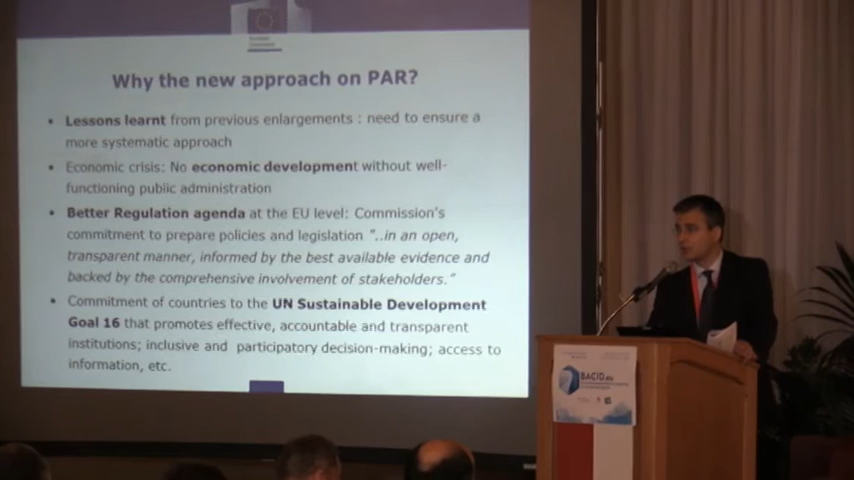 European
Commission
Why the new approach on PAR?
• Lessons learnt from previous enlargements : need to ensure a
more systematic approach
• Economic crisis: No economic development without well-
functioning public administration
• Better Regulation agenda at the EU level: Commission's
commitment to prepare policies and legislation "..in an open,
transparent manner, informed by the best available evidence and
backed by the comprehensive involvement of stakeholders."
• Commitment of countries to the UN Sustainable Development
Goal 16 that promotes effective, accountable and transparent
institutions; inclusive and participatory decision-making; access to
information, etc.
BACID.eu